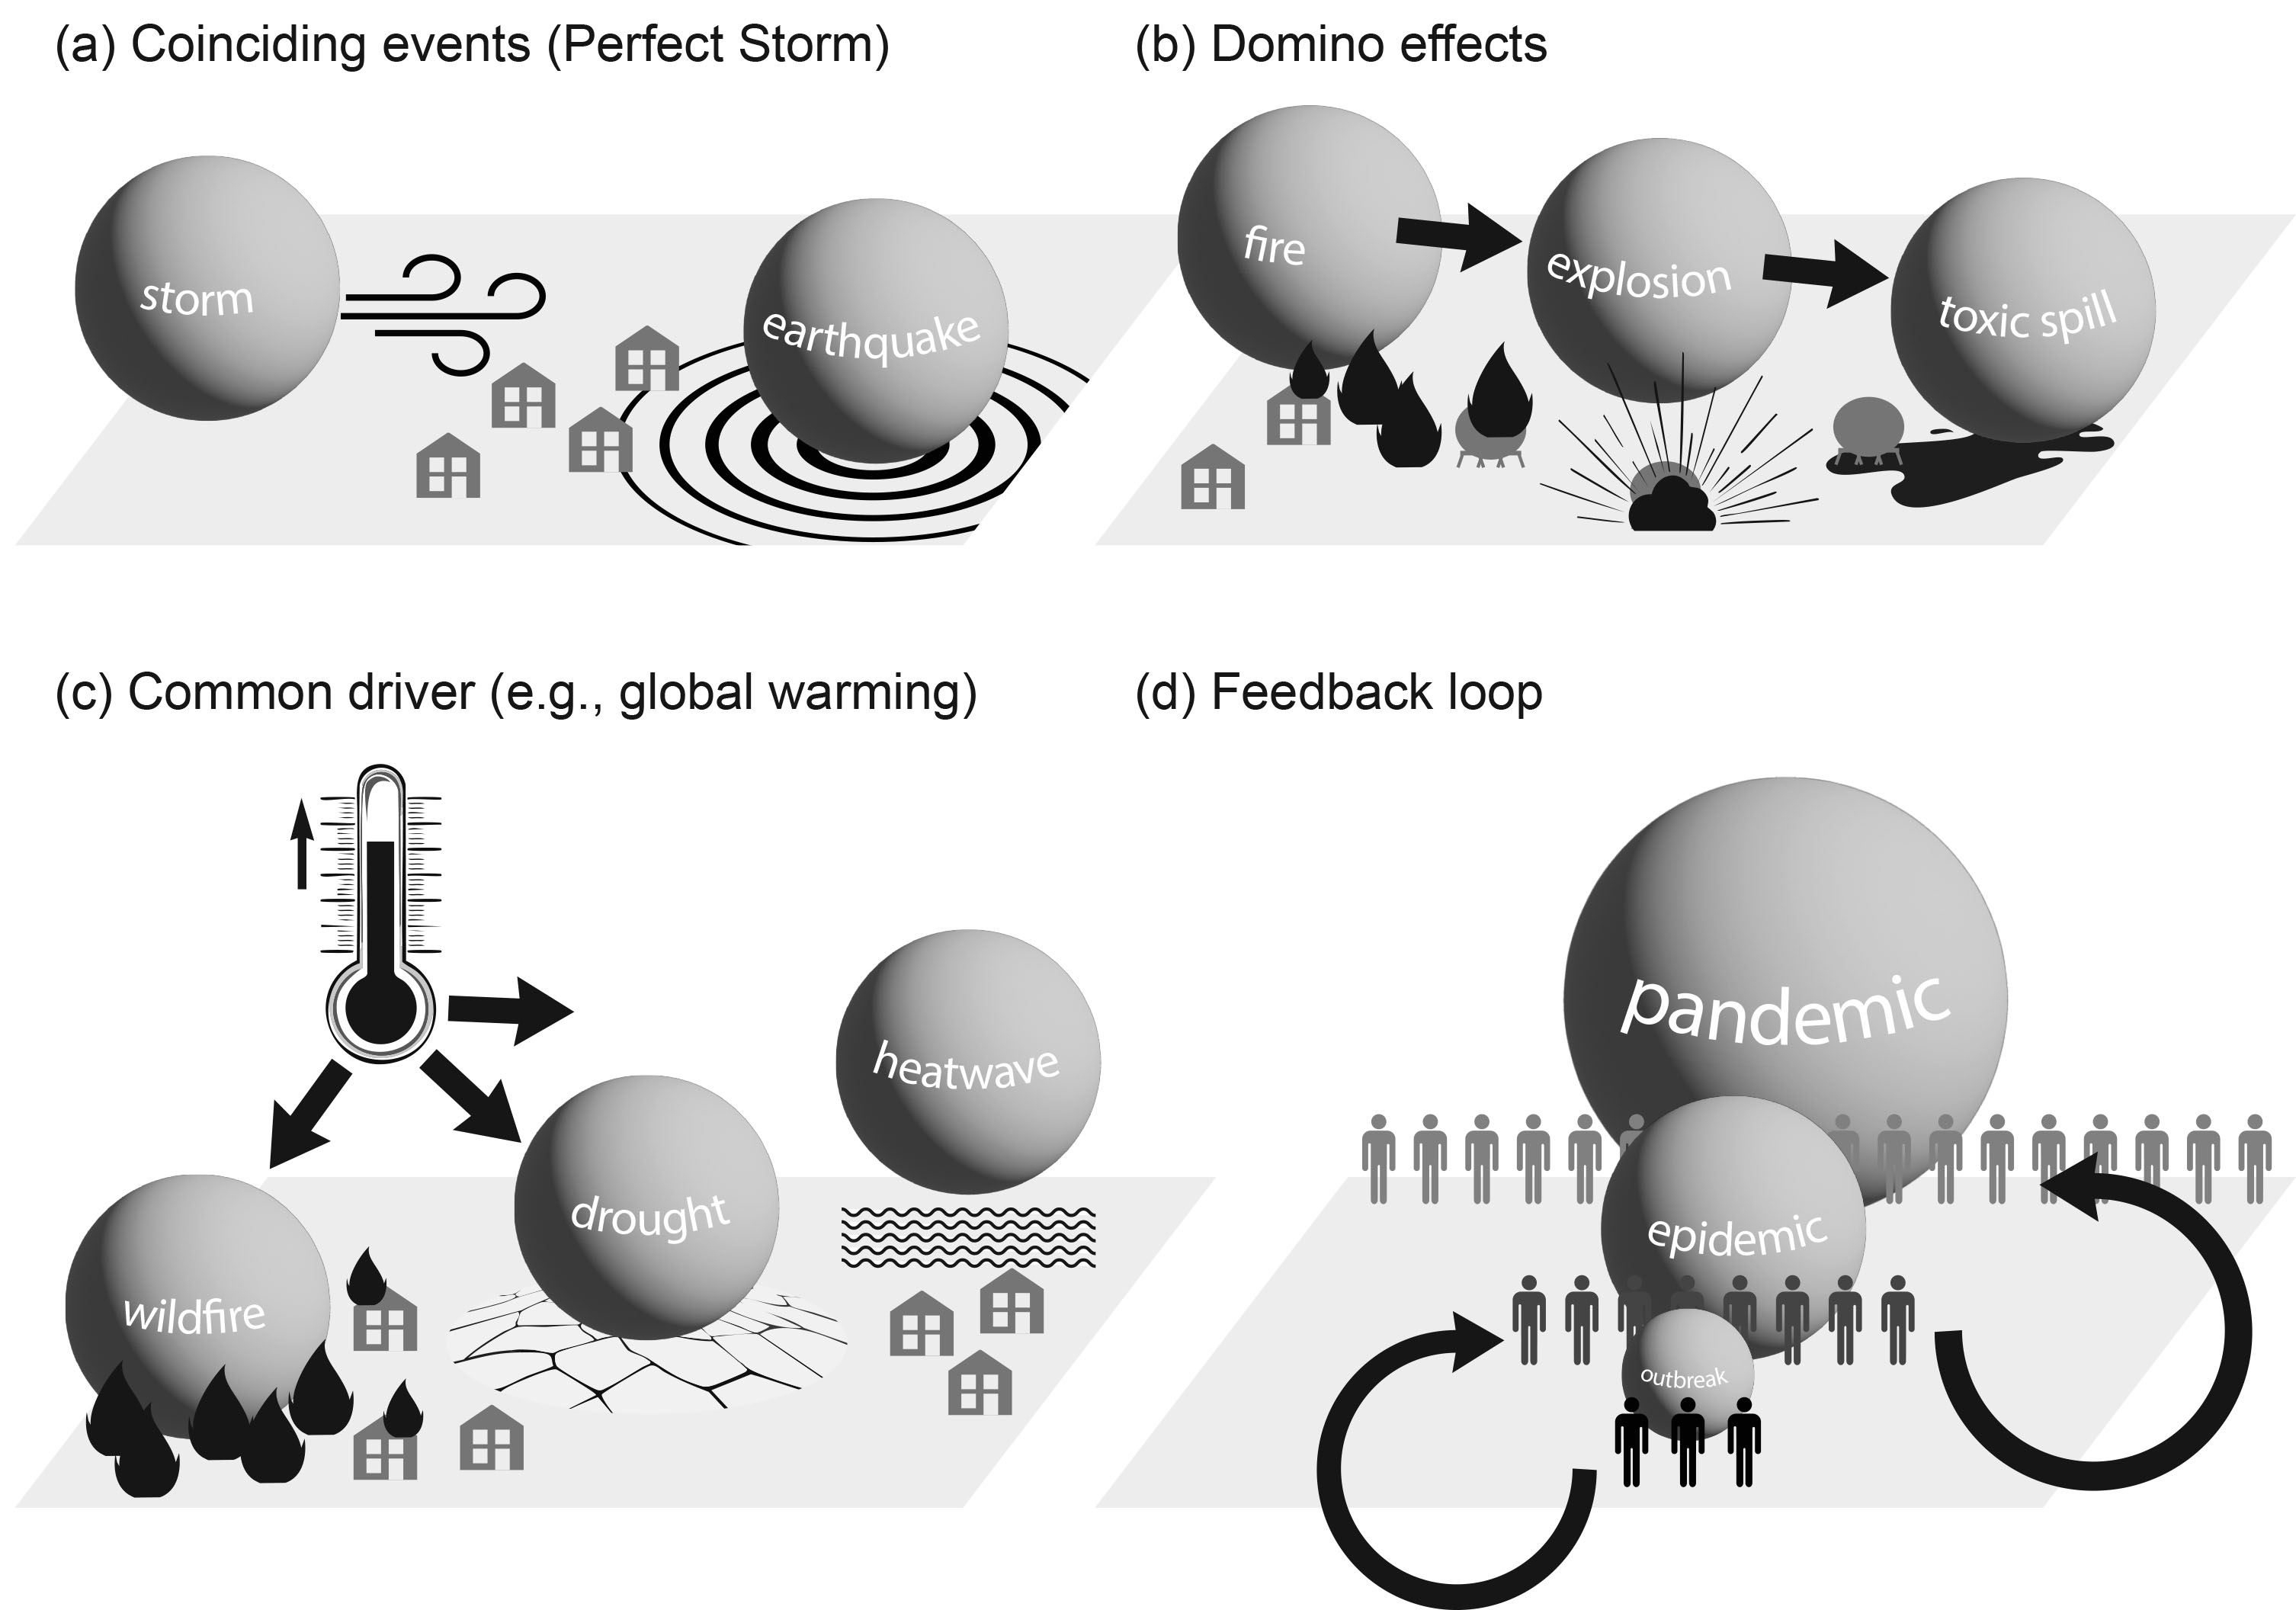 (a) Coinciding events (Perfect Storm)
storm
earthquake
(b) Domino effects
fire
explosion
toxic spill
(c) Common driver (e.g., global warming)
heatwave
drought
wildfire
(d) Feedback loop
pandemic
epidemic
outbreak